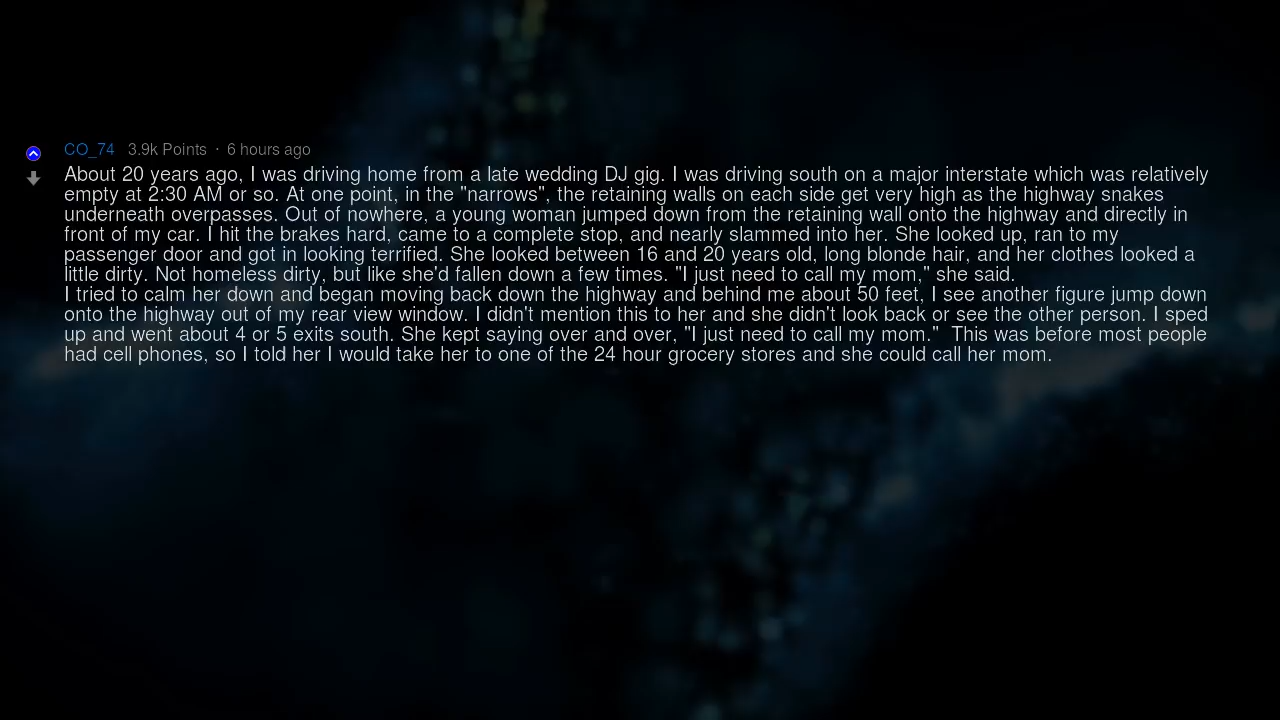 CO_74 3.9k Points · 6 hours ago
About 20 years ago, I was driving home from a late wedding DJ gig. I was driving south on a major interstate which was relatively
empty at 2:30 AM or so. At one point, in the "narrows", the retaining walls on each side get very high as the highway snakes
underneath overpasses. Out of nowhere, a young woman jumped down from the retaining wall onto the highway and directly in
front of my car. I hit the brakes hard, came to a complete stop, and nearly slammed into her. She looked up, ran to my
passenger door and got in looking terrified. She looked between 16 and 20 years old, long blonde hair, and her clothes looked a
little dirty. Not homeless dirty, but like she'd fallen down a few times. "I just need to call my mom," she said.
I tried to calm her down and began moving back down the highway and behind me about 50 feet, I see another figure jump down
onto the highway out of my rear view window. I didn't mention this to her and she didn't look back or see the other person. I sped
up and went about 4 or 5 exits south. She kept saying over and over, "I just need to call my mom."  This was before most people
had cell phones, so I told her I would take her to one of the 24 hour grocery stores and she could call her mom.